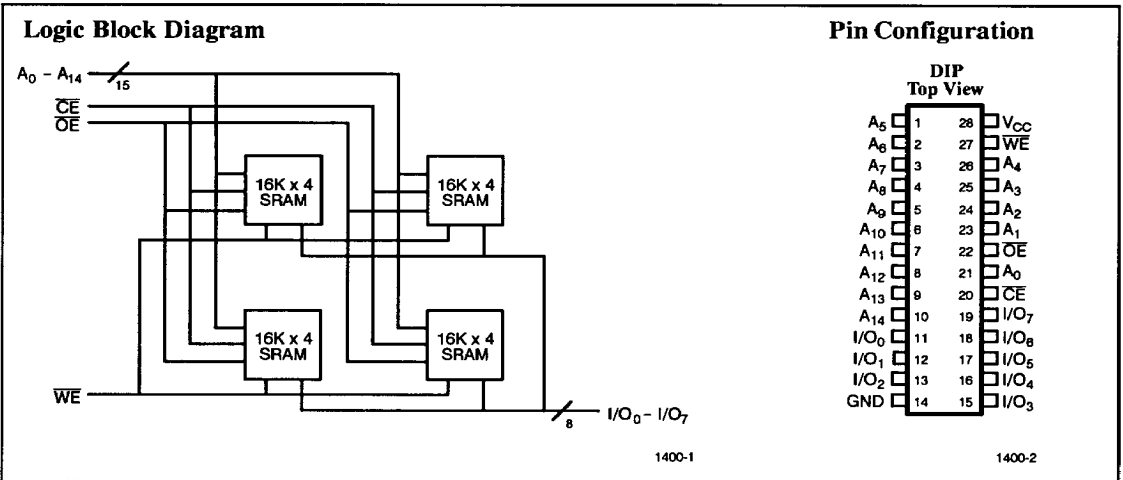 Logic Block Diagram
A0 – A14
15
CE
OE
16K x 4
SRAM
16K x 4
SRAM
16K x 4
SRAM
16K x 4
SRAM
WE
I/O0 – I/O7
8
1400-1
Pin Configuration
DIP
Top View
A5 1 28 VCC
A6 2 27 WE
A7 3 26 A4
A8 4 25 A3
A9 5 24 A2
A10 6 23 A1
A11 7 22 OE
A12 8 21 A0
A13 9 20 CE
A14 10 19 I/O7
I/O0 11 18 I/O6
I/O1 12 17 I/O5
I/O2 13 16 I/O4
GND 14 15 I/O3
1400-2